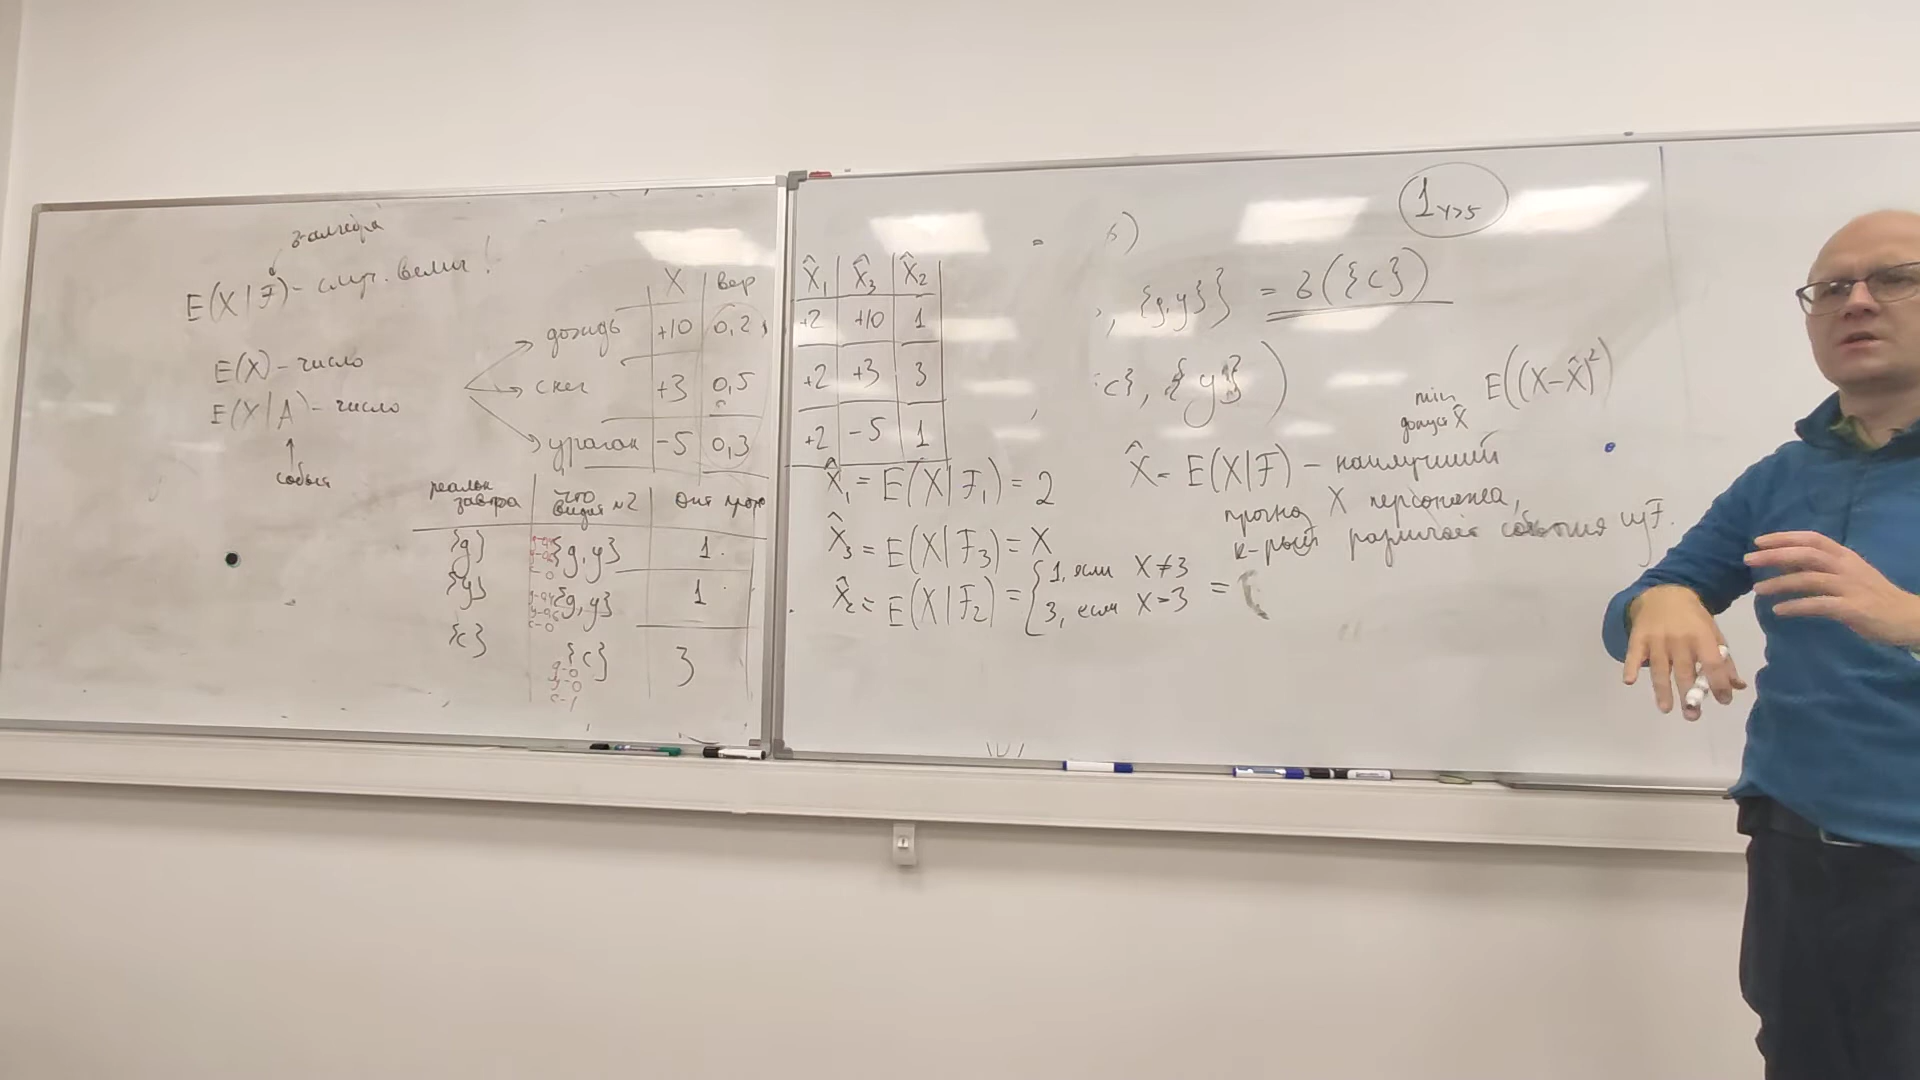 σ-алгебра
E(X|F) - случ. велич!
E(X) - число
E(X|A) - число
событ
X | вер
дождь +10 0,2
снег +3 0,5
ураган -5 0,3
реальн завтра | что видит №2 | опт прогн
{g} {g,y} 1
{y} {g,y} 1
{c} {c} 3
X̂₁ | X̂₃ | X̂₂
+2 +10 1
+2 +3 3
+2 -5 1
X̂₁ = E(X|F₁) = 2
X̂₃ = E(X|F₃) = X
X̂₂ = E(X|F₂) = { 1, если X≠3
3, если X=3 =
1 Y>5
, {g,y}} = σ({c})
c}, {y})
min E((X-X̂)²)
допуст X̂
X̂ = E(X|F) - наилучший
прогноз X персонажа,
к-рый различает события из F.